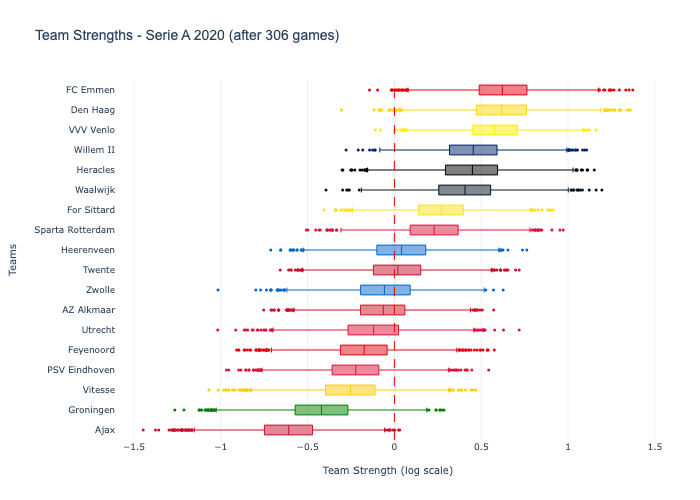 Team Strengths - Serie A 2020 (after 306 games)
FC Emmen
Den Haag
VVV Venlo
Willem II
Heracles
Waalwijk
For Sittard
Sparta Rotterdam
Heerenveen
Twente
Zwolle
AZ Alkmaar
Utrecht
Feyenoord
PSV Eindhoven
Vitesse
Groningen
Ajax
Teams
−1.5 −1 −0.5 0 0.5 1 1.5
Team Strength (log scale)